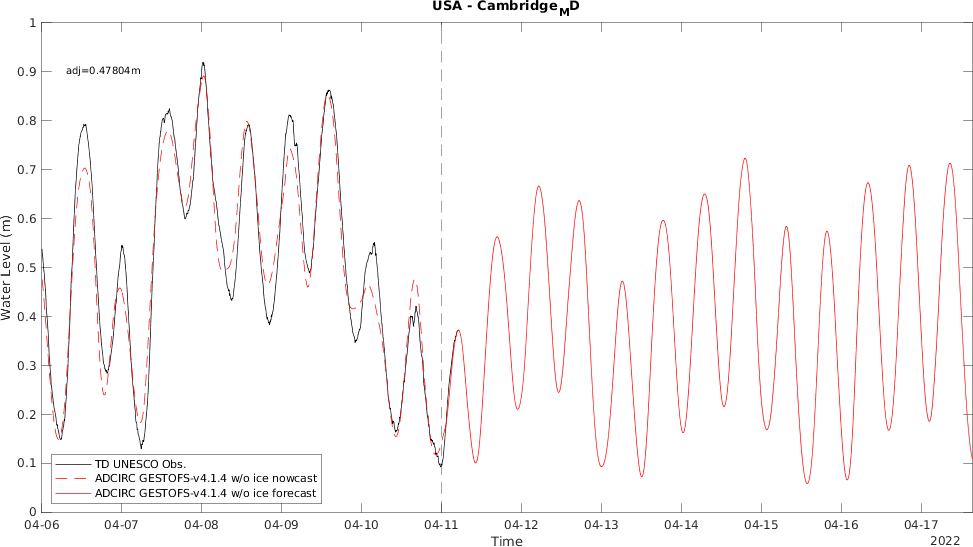 USA - Cambridge_MD
adj=0.47804m
1
0.9
0.8
0.7
0.6
0.5
0.4
0.3
0.2
0.1
0
Water Level (m)
TD UNESCO Obs.
ADCIRC GESTOFS-v4.1.4 w/o ice nowcast
ADCIRC GESTOFS-v4.1.4 w/o ice forecast
04-06 04-07 04-08 04-09 04-10 04-11 04-12 04-13 04-14 04-15 04-16 04-17
Time
2022